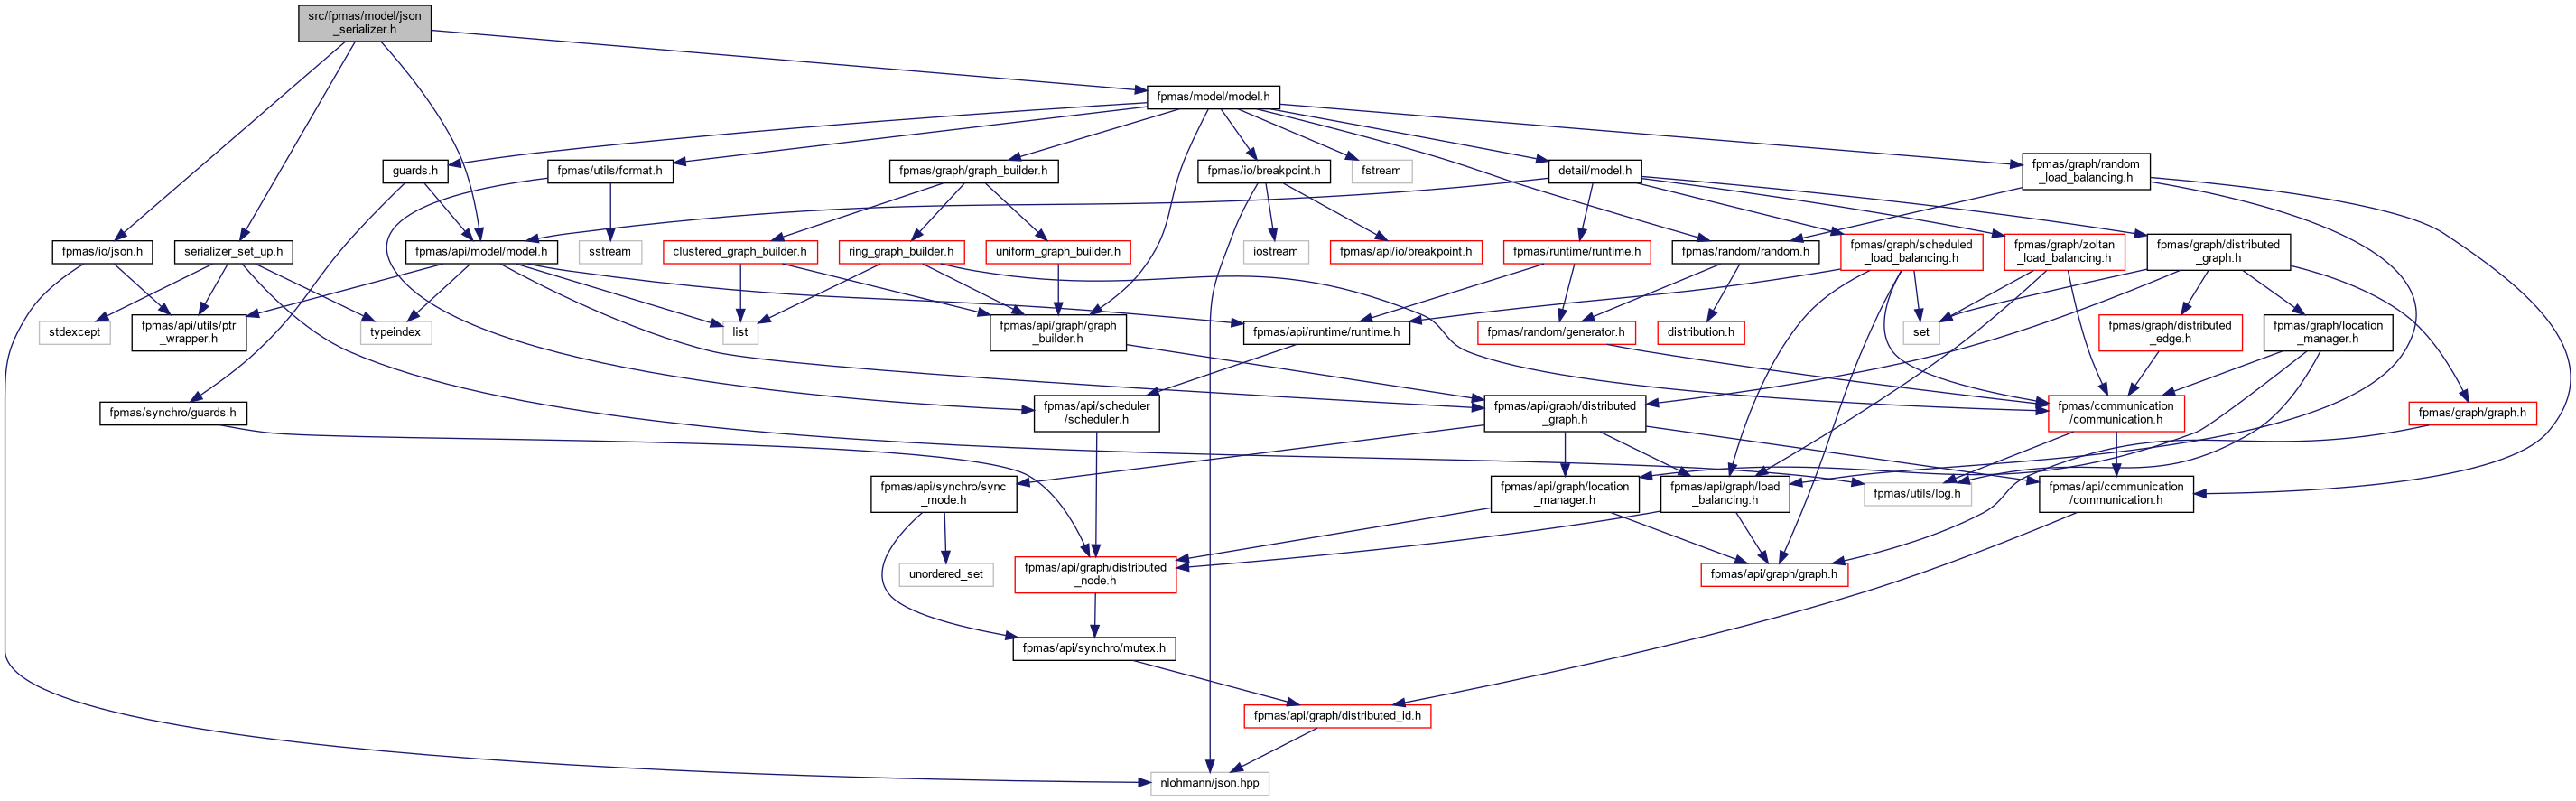 src/fpmas/model/json
_serializer.h
fpmas/model/model.h
guards.h
fpmas/utils/format.h
fpmas/graph/graph_builder.h
fpmas/io/breakpoint.h
fstream
detail/model.h
fpmas/graph/random
_load_balancing.h
fpmas/io/json.h
serializer_set_up.h
fpmas/api/model/model.h
sstream
clustered_graph_builder.h
ring_graph_builder.h
uniform_graph_builder.h
iostream
fpmas/api/io/breakpoint.h
fpmas/runtime/runtime.h
fpmas/random/random.h
fpmas/graph/scheduled
_load_balancing.h
fpmas/graph/zoltan
_load_balancing.h
fpmas/graph/distributed
_graph.h
stdexcept
fpmas/api/utils/ptr
_wrapper.h
typeindex
list
fpmas/api/graph/graph
_builder.h
fpmas/api/runtime/runtime.h
fpmas/random/generator.h
distribution.h
set
fpmas/graph/distributed
_edge.h
fpmas/graph/location
_manager.h
fpmas/synchro/guards.h
fpmas/api/scheduler
/scheduler.h
fpmas/api/graph/distributed
_graph.h
fpmas/communication
/communication.h
fpmas/graph/graph.h
fpmas/api/synchro/sync
_mode.h
fpmas/api/graph/location
_manager.h
fpmas/api/graph/load
_balancing.h
fpmas/utils/log.h
fpmas/api/communication
/communication.h
unordered_set
fpmas/api/graph/distributed
_node.h
fpmas/api/graph/graph.h
fpmas/api/synchro/mutex.h
fpmas/api/graph/distributed_id.h
nlohmann/json.hpp